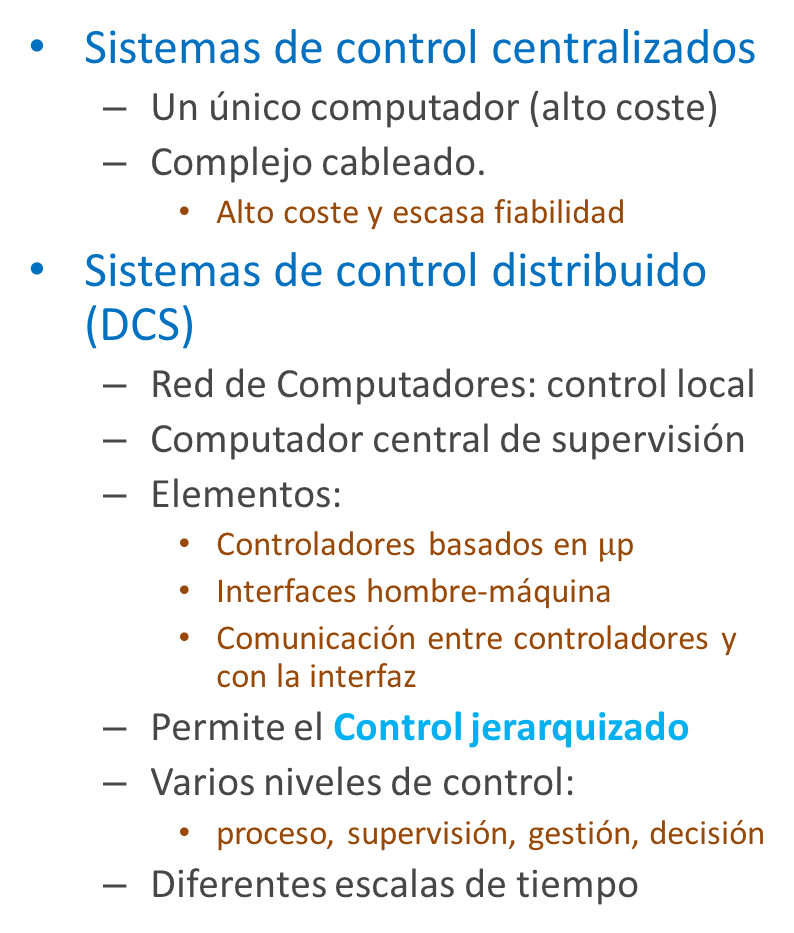 • Sistemas de control centralizados
– Un único computador (alto coste)
– Complejo cableado.
• Alto coste y escasa fiabilidad
• Sistemas de control distribuido
(DCS)
– Red de Computadores: control local
– Computador central de supervisión
– Elementos:
• Controladores basados en μp
• Interfaces hombre-máquina
• Comunicación entre controladores y
con la interfaz
– Permite el Control jerarquizado
– Varios niveles de control:
• proceso, supervisión, gestión, decisión
– Diferentes escalas de tiempo